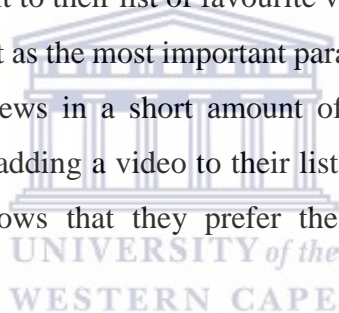 t to their list of favourite v
t as the most important para
ews in a short amount of
adding a video to their list
ows that they prefer the
UNIVERSITY of the
WESTERN CAPE